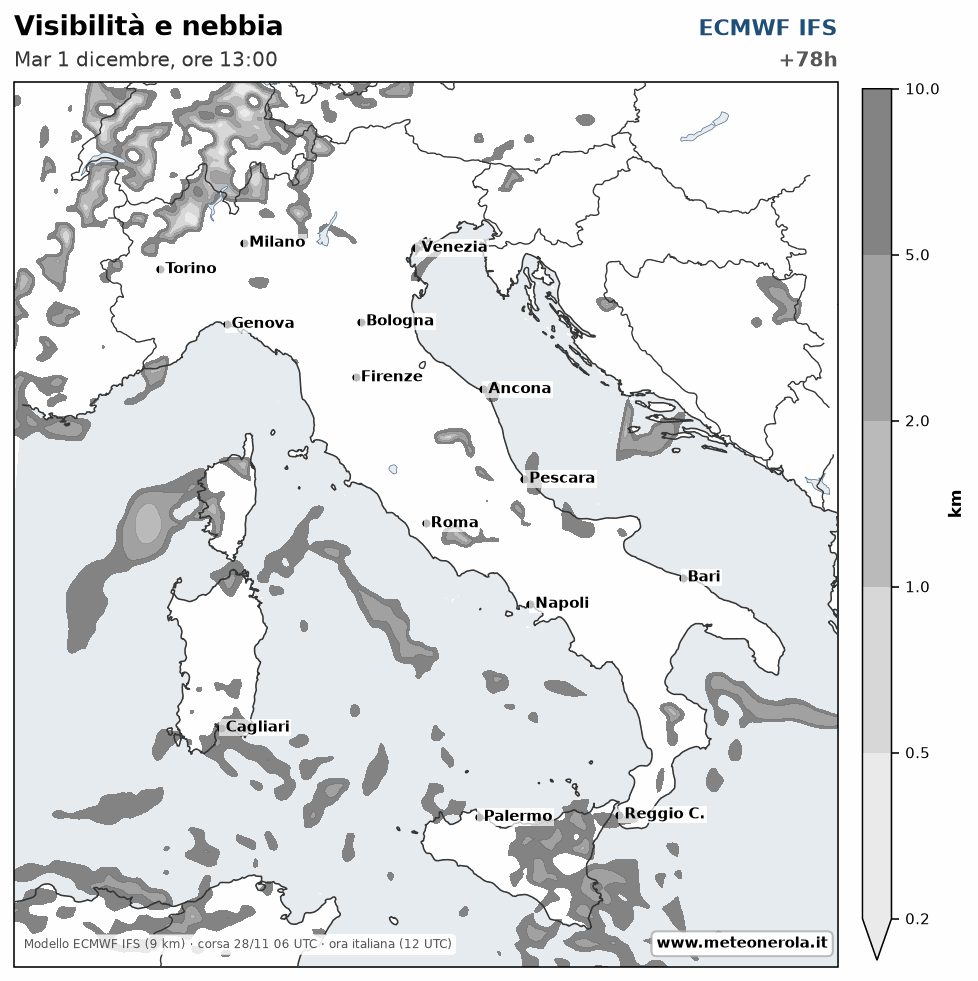 Visibilità e nebbia
ECMWF IFS
Mar 1 dicembre, ore 13:00
+78h
10.0
5.0
2.0
1.0
0.5
0.2
km
Milano
Venezia
Torino
Genova
Bologna
Firenze
Ancona
Pescara
Roma
Bari
Napoli
Cagliari
Palermo
Reggio C.
Modello ECMWF IFS (9 km) · corsa 28/11 06 UTC · ora italiana (12 UTC)
www.meteonerola.it